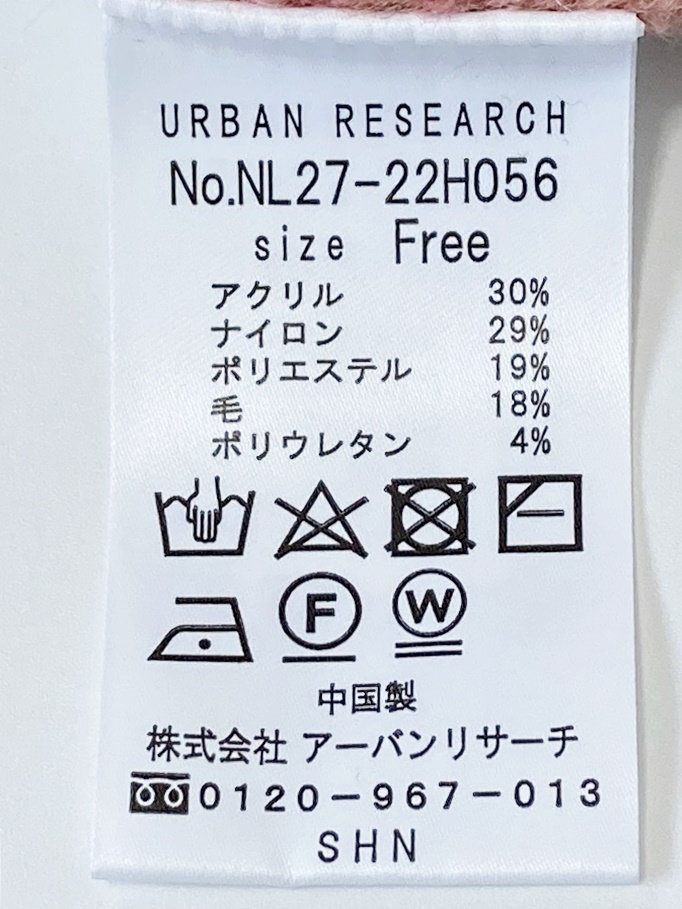 URBAN RESEARCH
No.NL27-22H056
size Free
アクリル 30%
ナイロン 29%
ポリエステル 19%
毛 18%
ポリウレタン 4%
F W
中国製
株式会社 アーバンリサーチ
0120-967-013
SHN